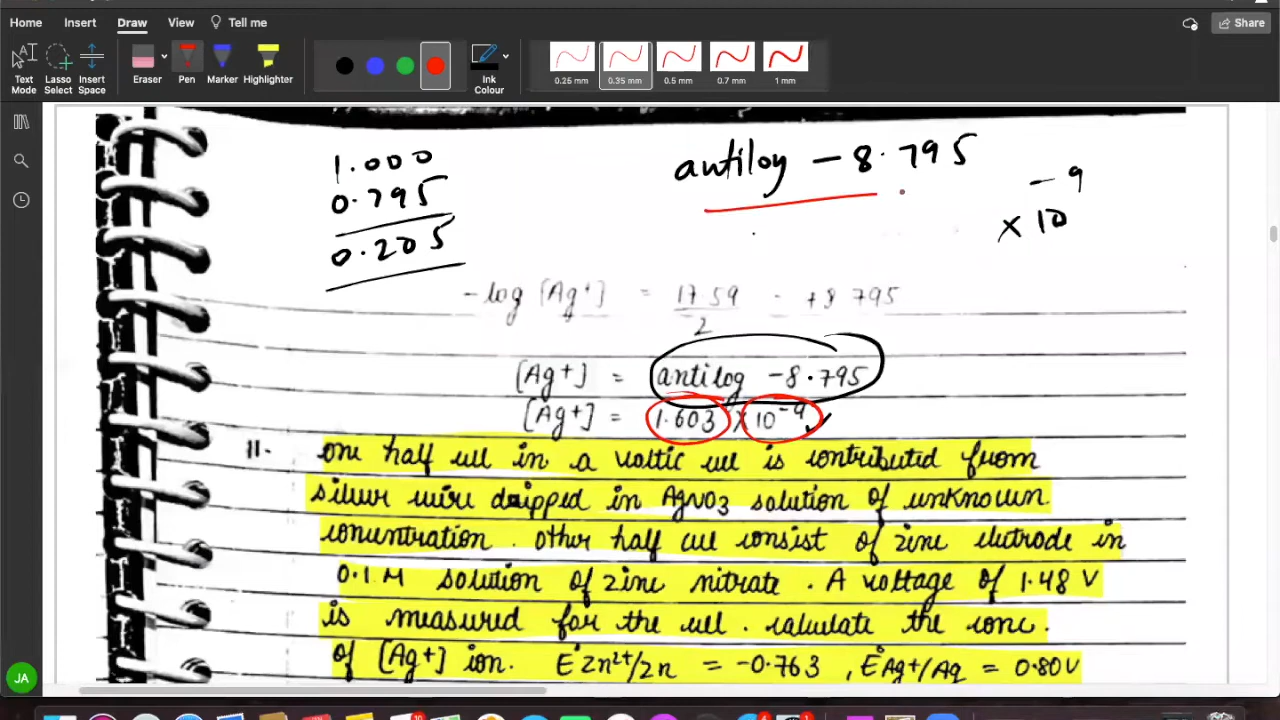 Home Insert Draw View Tell me Share
Text Mode Lasso Select Insert Space Eraser Pen Marker Highlighter Ink Colour 0.25 mm 0.35 mm 0.5 mm 0.7 mm 1 mm
1.000
0.795
0.205
antilog - 8.795
× 10 -9
-log [Ag+] = 17.59 / 2 +8 795
[Ag+] = antilog -8.795
[Ag+] = 1.603 × 10-9
11. one half cell in a voltic cell is contributed from
silver wire dipped in AgNO3 solution of unknown
concentration. Other half cell consist of zinc electrode in
0.1 M solution of zinc nitrate. A voltage of 1.48 V
is measured for the cell. calculate the conc.
of [Ag+] ion. E°Zn2+/Zn = -0.763, E°Ag+/Ag = 0.80V
JA